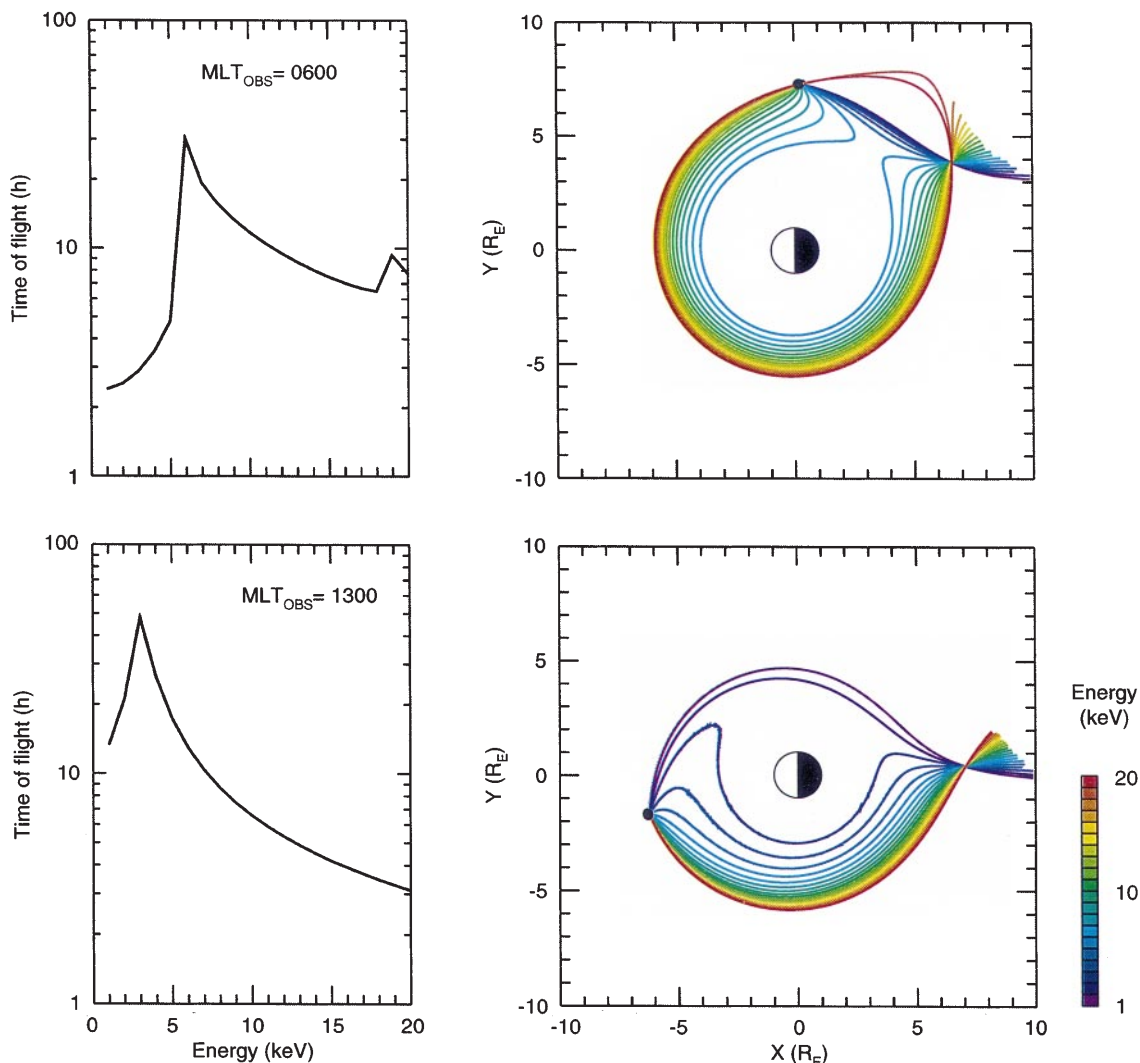 100
10
1
Time of flight (h)
MLT_OBS= 0600
10
5
0
-5
-10
Y (R_E)
100
10
1
Time of flight (h)
MLT_OBS= 1300
0
5
10
15
20
Energy (keV)
10
5
0
-5
-10
Y (R_E)
-10
-5
0
5
10
X (R_E)
Energy
(keV)
20
10
1